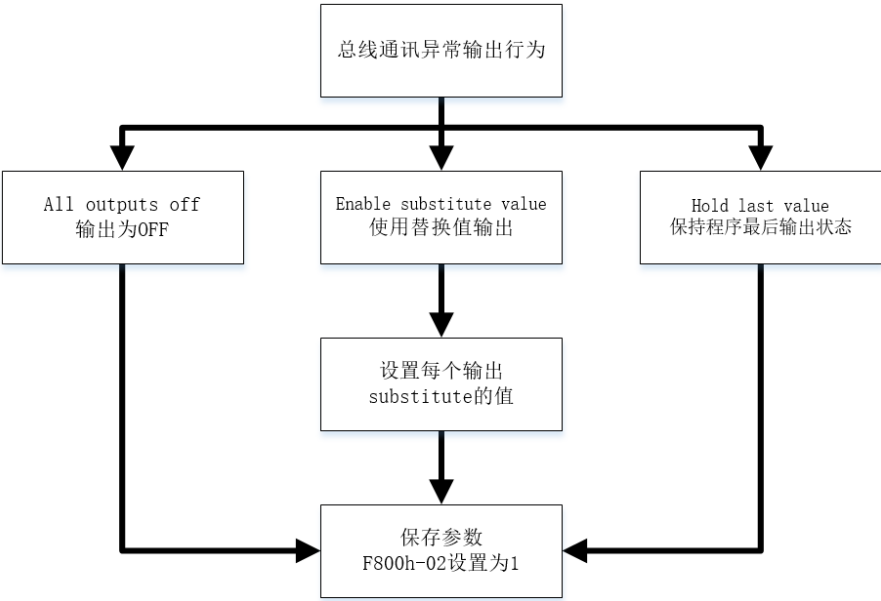 总线通讯异常输出行为
All outputs off
输出为OFF
Enable substitute value
使用替换值输出
Hold last value
保持程序最后输出状态
设置每个输出
substitute的值
保存参数
F800h-02设置为1